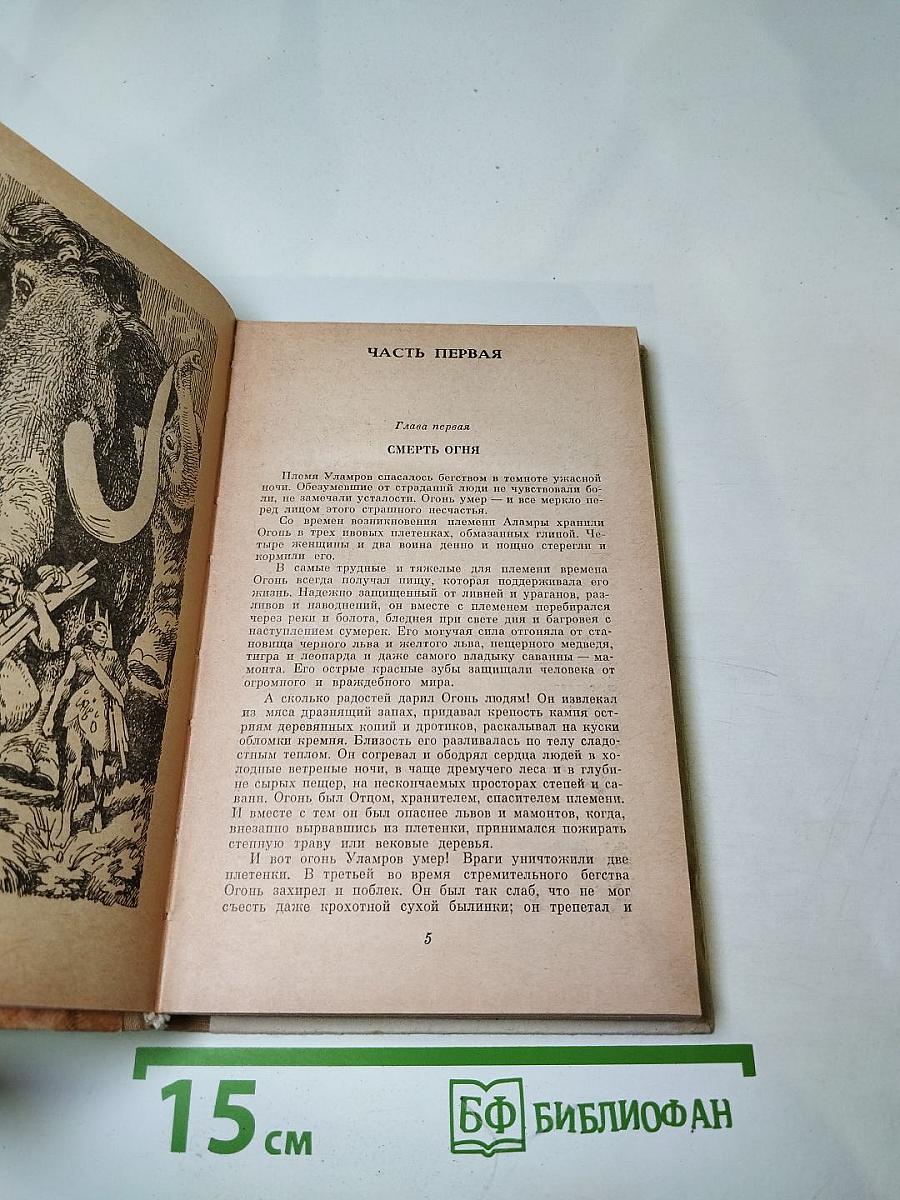 ЧАСТЬ ПЕРВАЯ
Глава первая
СМЕРТЬ ОГНЯ
Племя Уламров спасалось бегством в темноте ужасной
ночи. Обезумевшие от страданий люди не чувствовали бо-
ли, не замечали усталости. Огонь умер — и все меркло пе-
ред лицом этого страшного несчастья.
Со времен возникновения племени Аламры хранили
Огонь в трех ивовых плетенках, обмазанных глиной. Че-
тыре женщины и два воина денно и нощно стерегли и
кормили его.
В самые трудные и тяжелые для племени времена
Огонь всегда получал пищу, которая поддерживала его
жизнь. Надежно защищенный от ливней и ураганов, раз-
ливов и наводнений, он вместе с племенем перебирался
через реки и болота, бледнея при свете дня и багровея с
наступлением сумерек. Его могучая сила отгоняла от ста-
новища черного льва и желтого льва, пещерного медведя,
тигра и леопарда и даже самого владыку саванны — ма-
монта. Его острые красные зубы защищали человека от
огромного и враждебного мира.
А сколько радостей дарил Огонь людям! Он извлекал
из мяса дразнящий запах, придавал крепость камня ост-
риям деревянных копий и дротиков, раскалывал на куски
обломки кремня. Близость его разливалась по телу сладо-
стным теплом. Он согревал и ободрял сердца людей в хо-
лодные ветреные ночи, в чаще дремучего леса и в глуби-
не сырых пещер, на нескончаемых просторах степей и са-
ванн. Огонь был Отцом, хранителем, спасителем племени.
И вместе с тем он был опаснее львов и мамонтов, когда,
внезапно вырвавшись из плетенки, принимался пожирать
степную траву или вековые деревья.
И вот огонь Уламров умер! Враги уничтожили две
плетенки. В третьей во время стремительного бегства
Огонь захирел и поблек. Он был так слаб, что не мог
съесть даже крохотной сухой былинки; он трепетал и
5
15 см
БФ БИБЛИОФАН